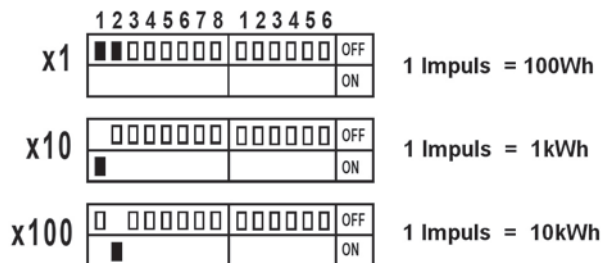 1 2 3 4 5 6 7 8 1 2 3 4 5 6
x1 OFF 1 Impuls = 100Wh
ON
x10 OFF 1 Impuls = 1kWh
ON
x100 OFF 1 Impuls = 10kWh
ON